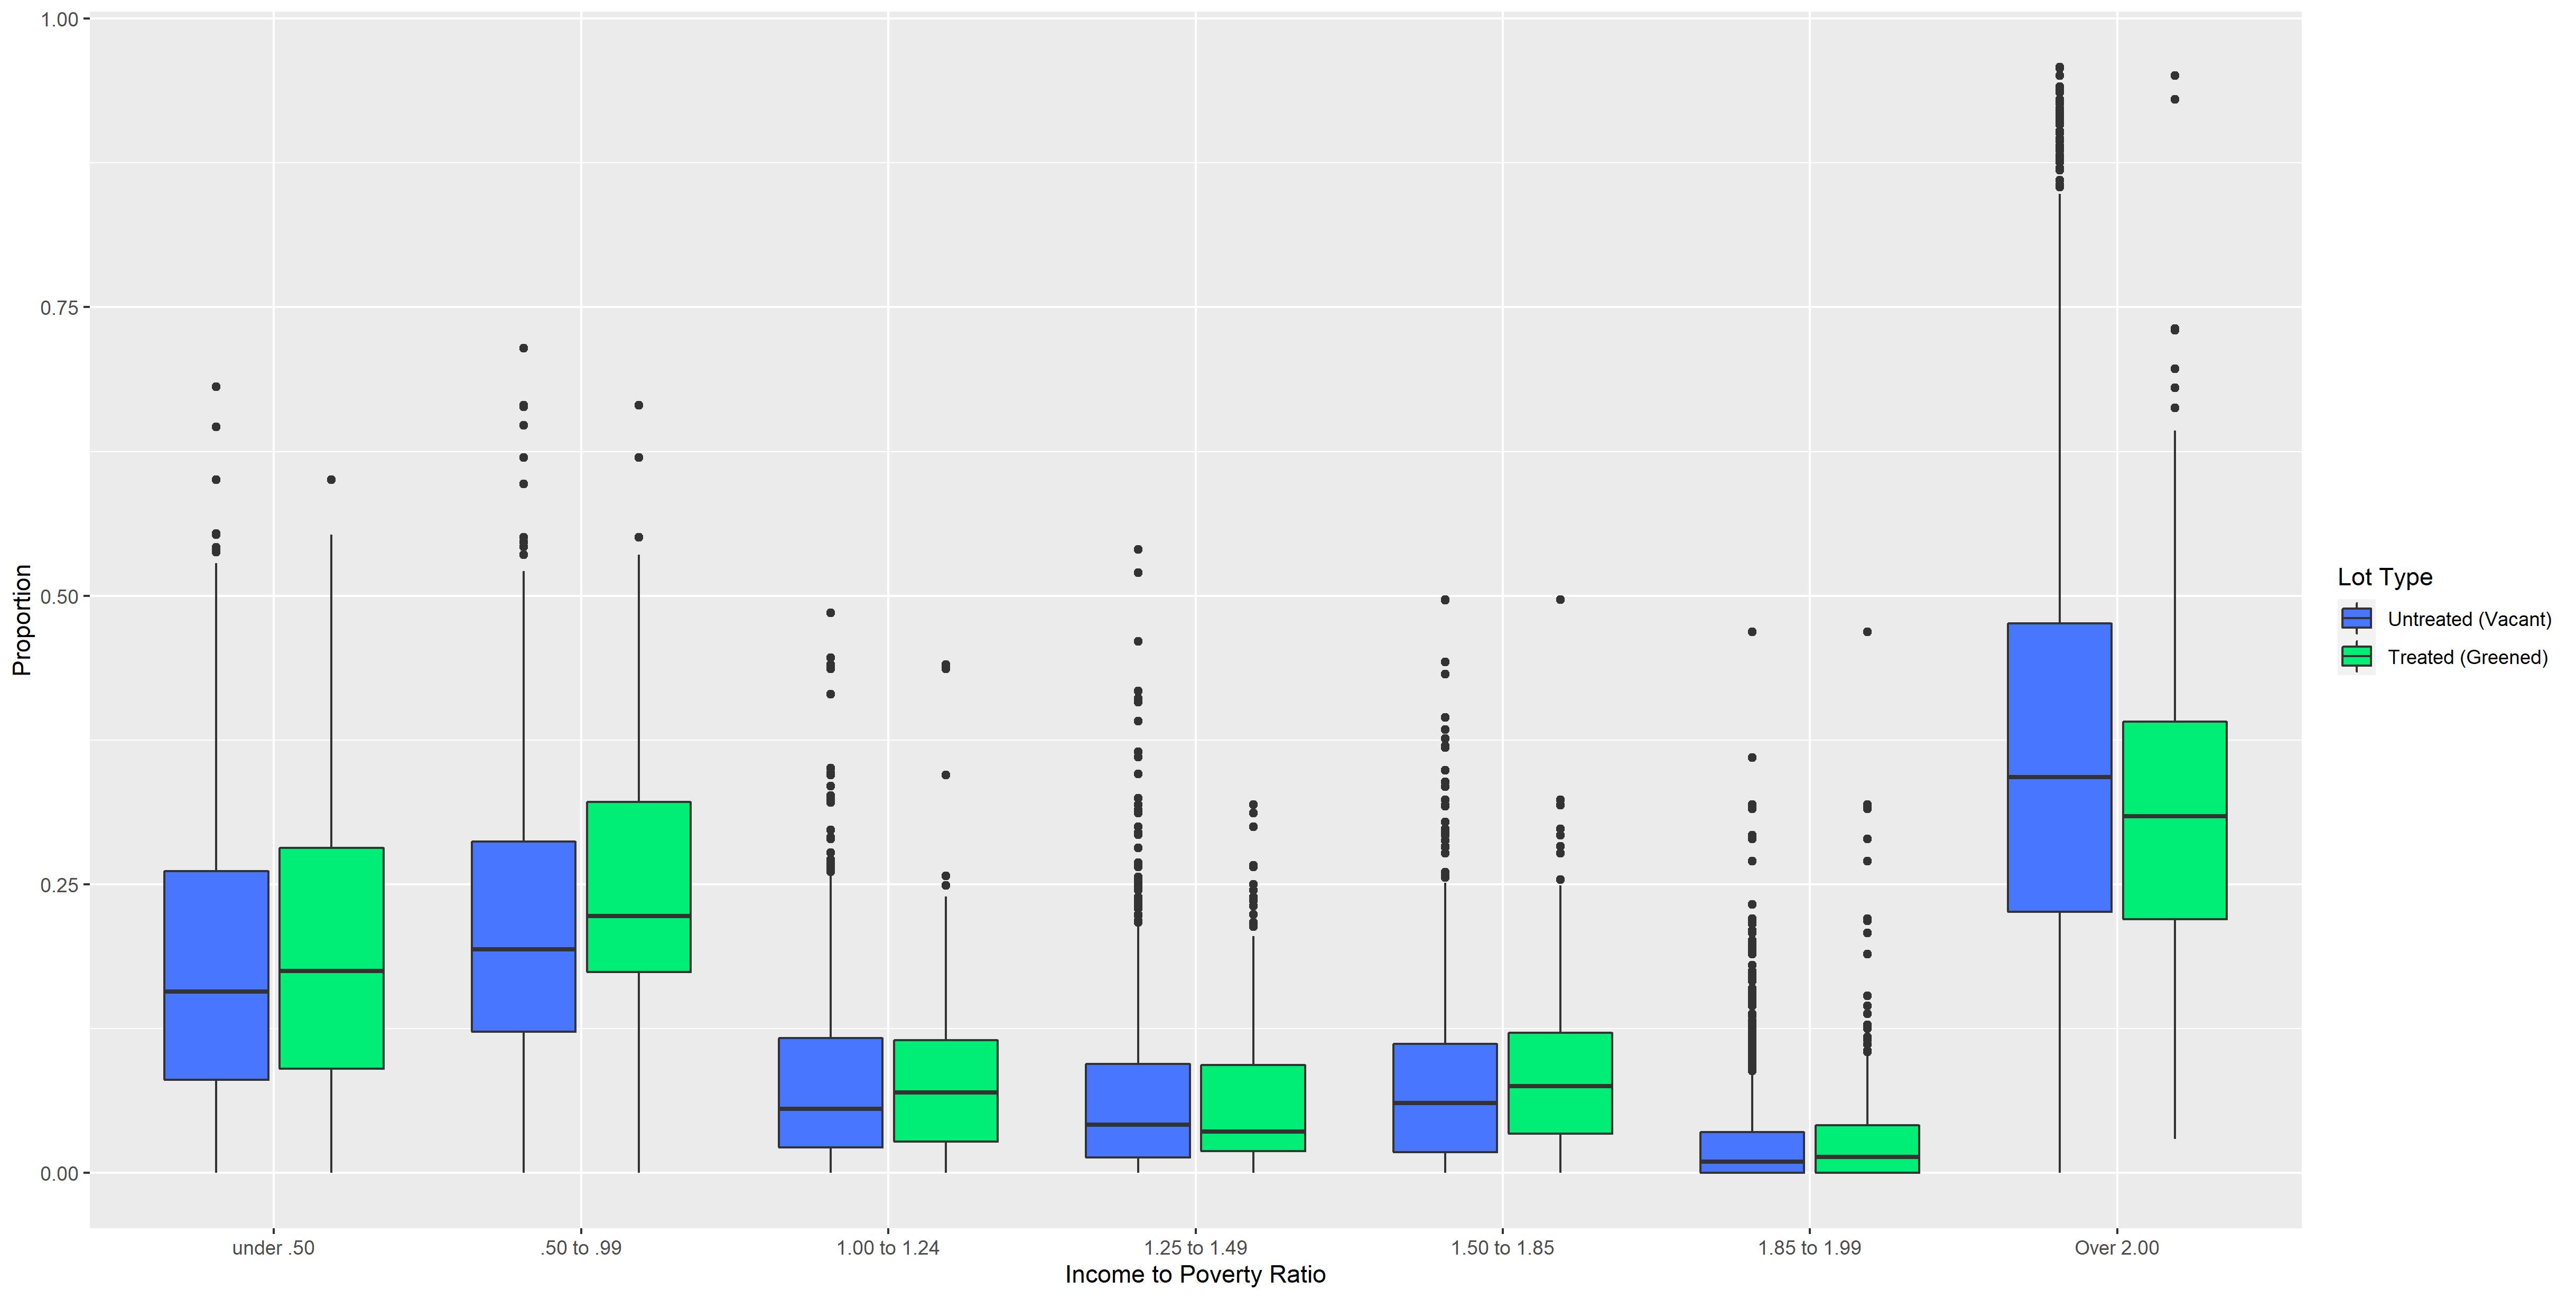 1.00
0.75
0.50
0.25
0.00
Proportion
under .50
.50 to .99
1.00 to 1.24
1.25 to 1.49
1.50 to 1.85
1.85 to 1.99
Over 2.00
Income to Poverty Ratio
Lot Type
Untreated (Vacant)
Treated (Greened)